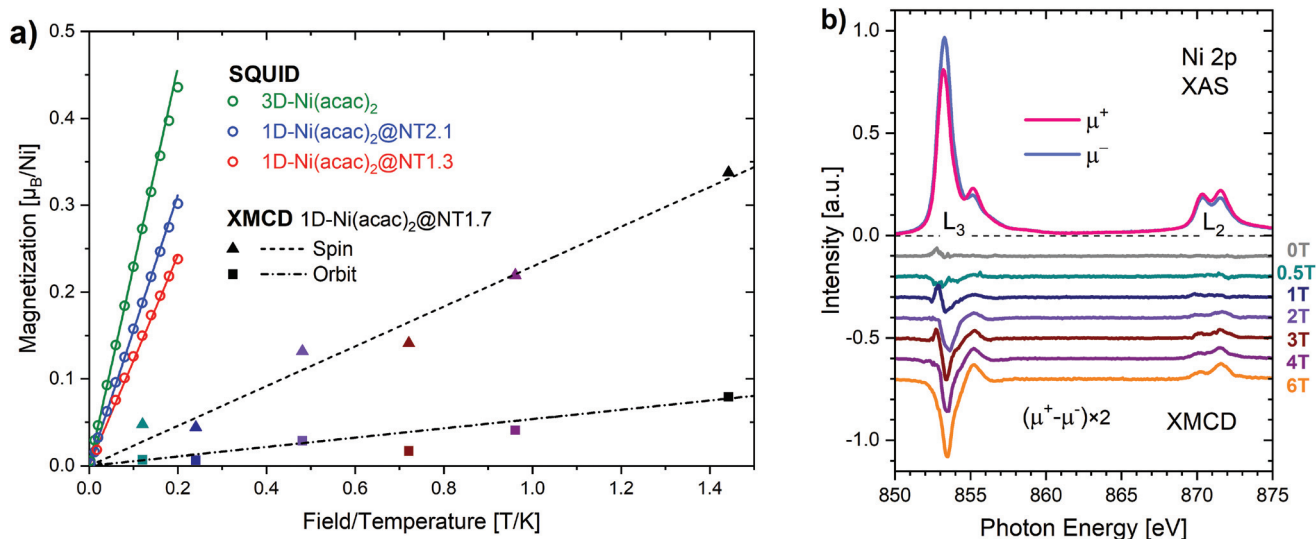 a)
0.5
0.4
0.3
0.2
0.1
0.0
Magnetization [μB/Ni]
SQUID
3D-Ni(acac)2
1D-Ni(acac)2@NT2.1
1D-Ni(acac)2@NT1.3
XMCD 1D-Ni(acac)2@NT1.7
Spin
Orbit
0.0 0.2 0.4 0.6 0.8 1.0 1.2 1.4
Field/Temperature [T/K]
b)
1.0
0.5
0.0
-0.5
-1.0
Intensity [a.u.]
Ni 2p
XAS
μ+
μ−
L3
L2
0T
0.5T
1T
2T
3T
4T
6T
(μ+-μ−)×2
XMCD
850 855 860 865 870 875
Photon Energy [eV]